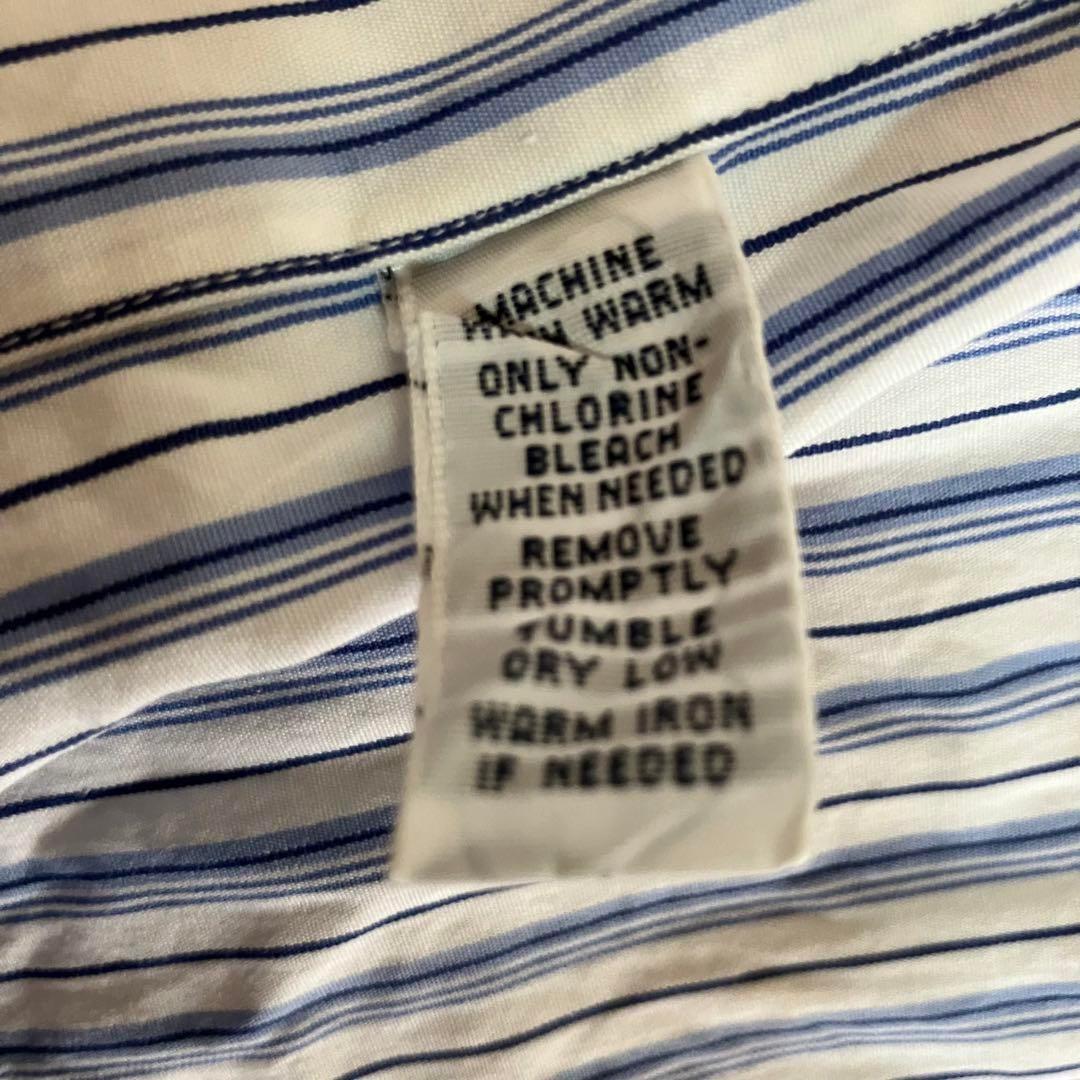 MACHINE
WASH WARM
ONLY NON-
CHLORINE
BLEACH
WHEN NEEDED
REMOVE
PROMPTLY
TUMBLE
DRY LOW
WARM IRON
IF NEEDED